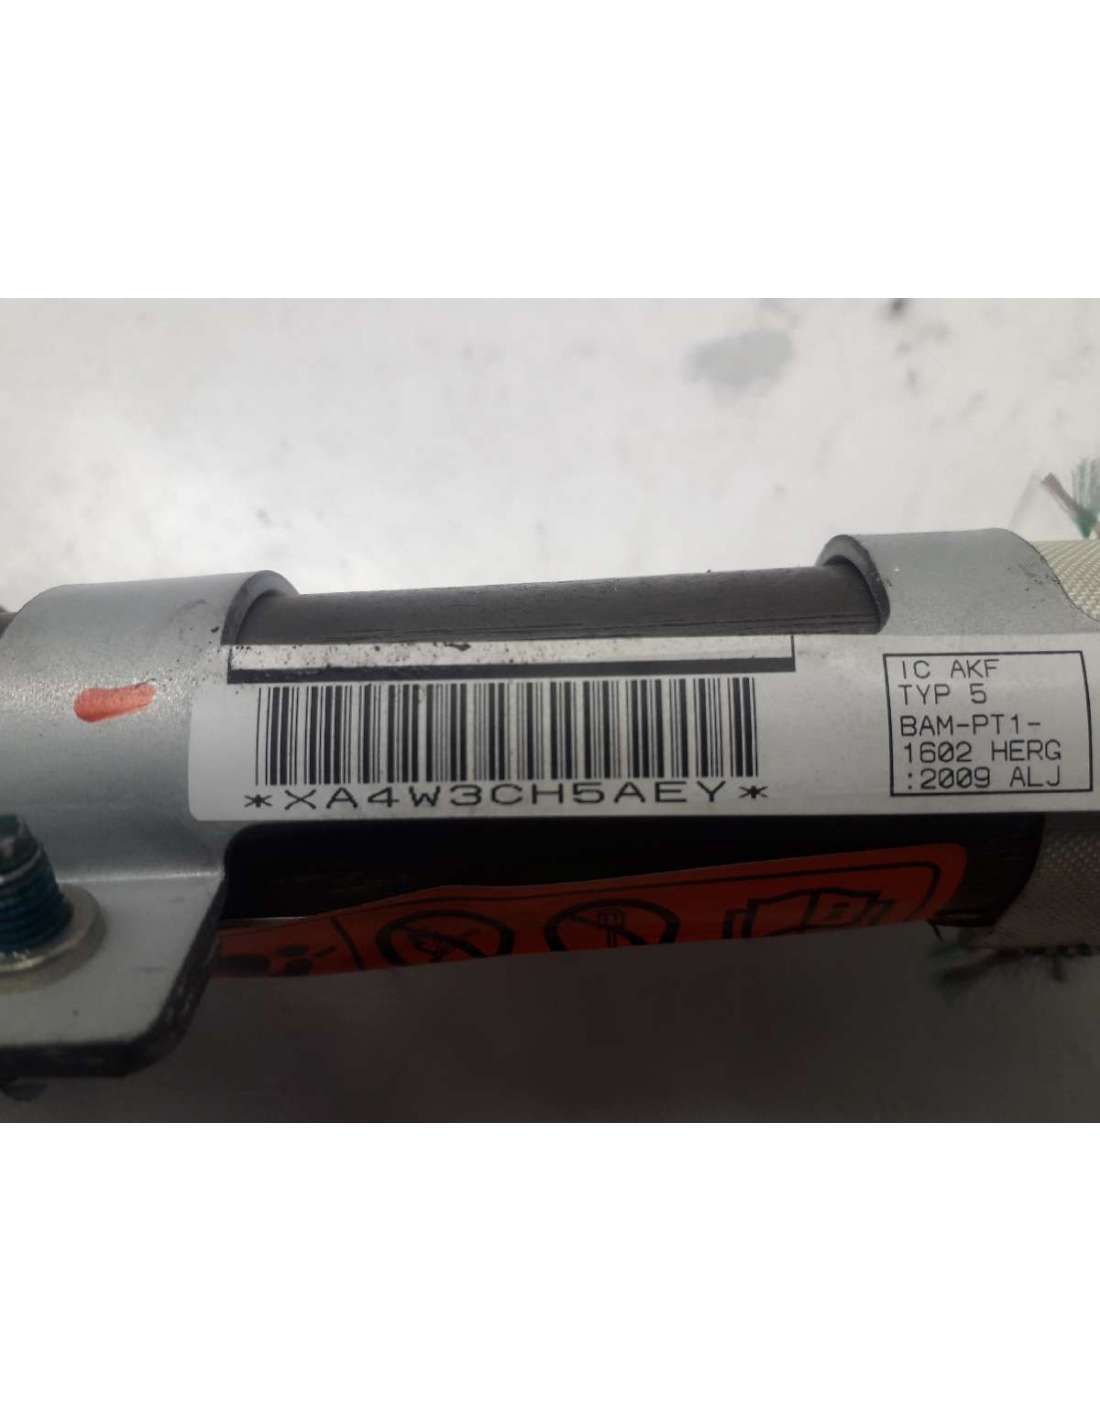 *XA4W3CH5AEY*
IC AKF
TYP 5
BAM-PT1-
1602 HERG
:2009 ALJ